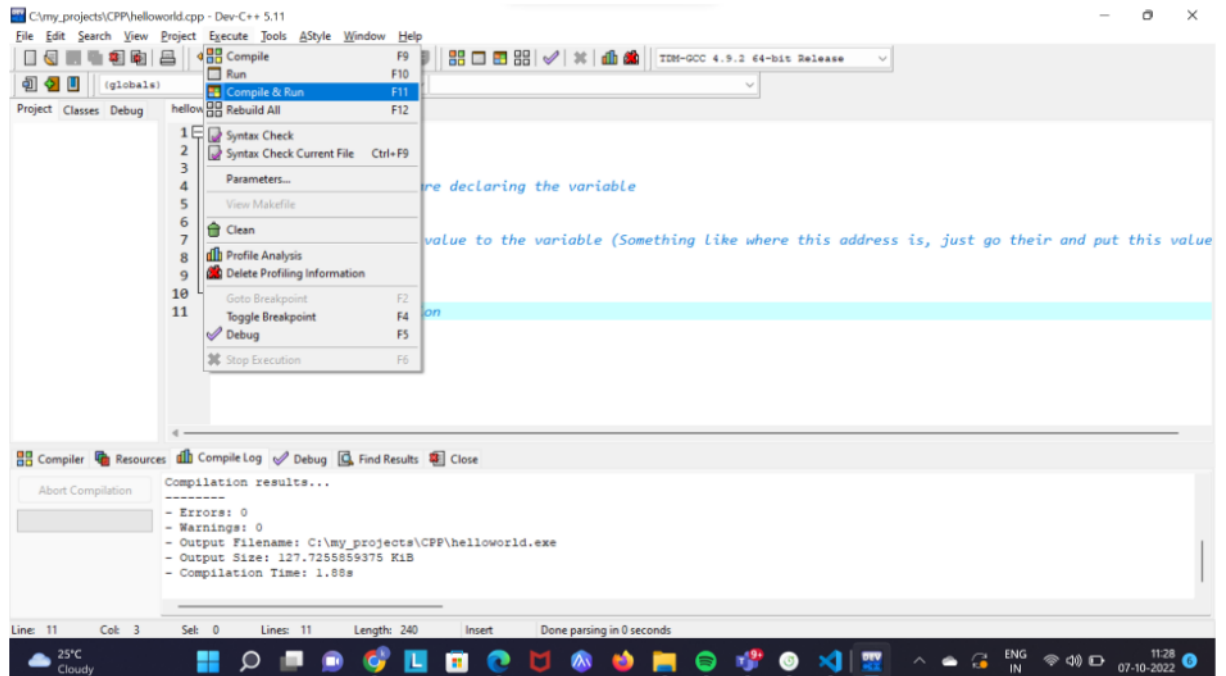 C:\my_projects\CPP\helloworld.cpp - Dev-C++ 5.11
File Edit Search View Project Execute Tools AStyle Window Help
TDM-GCC 4.9.2 64-bit Release
(globals)
Project Classes Debug
hellow
Compile F9
Run F10
Compile & Run F11
Rebuild All F12
Syntax Check
Syntax Check Current File Ctrl+F9
Parameters...
View Makefile
Clean
Profile Analysis
Delete Profiling Information
Goto Breakpoint F2
Toggle Breakpoint F4
Debug F5
Stop Execution F6
1
2
3
4 re declaring the variable
5
6
7 value to the variable (Something like where this address is, just go their and put this value
8
9
10
11 on
Compiler Resources Compile Log Debug Find Results Close
Abort Compilation
Compilation results...
--------
- Errors: 0
- Warnings: 0
- Output Filename: C:\my_projects\CPP\helloworld.exe
- Output Size: 127.7255859375 KiB
- Compilation Time: 1.88s
Line: 11 Col: 3 Sel: 0 Lines: 11 Length: 240 Insert Done parsing in 0 seconds
25°C
Cloudy
L
DEV
9+
ENG
IN
11:28
07-10-2022
6